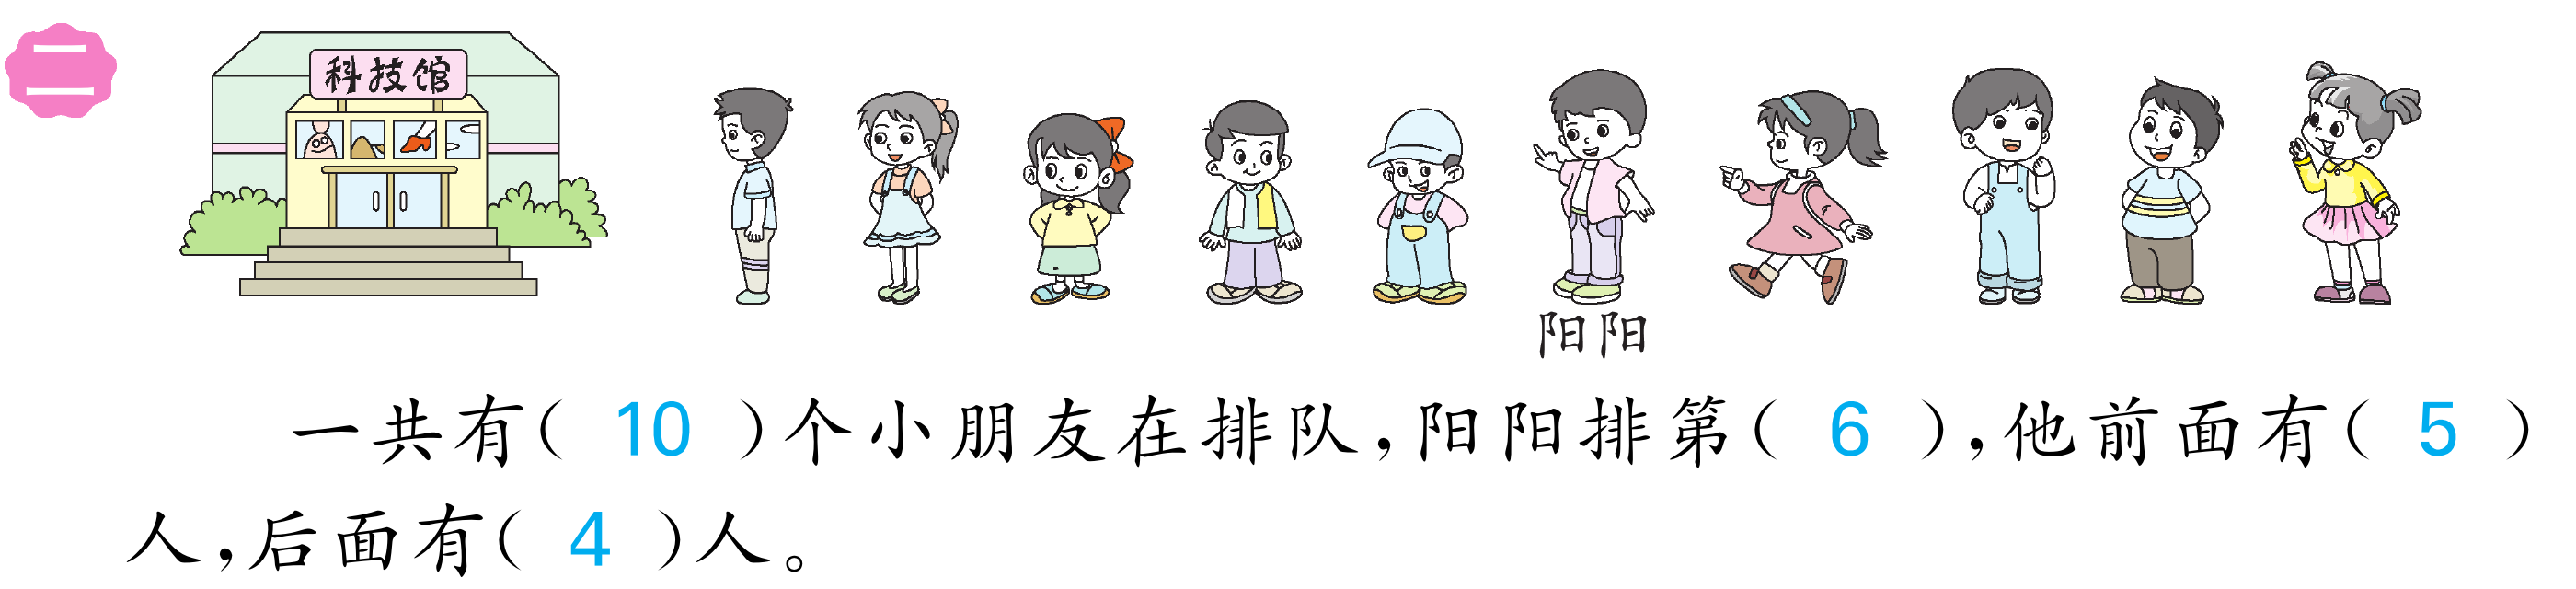 二
科技馆
阳阳
一共有( 10 )个小朋友在排队,阳阳排第( 6 ),他前面有( 5 )
人,后面有( 4 )人。